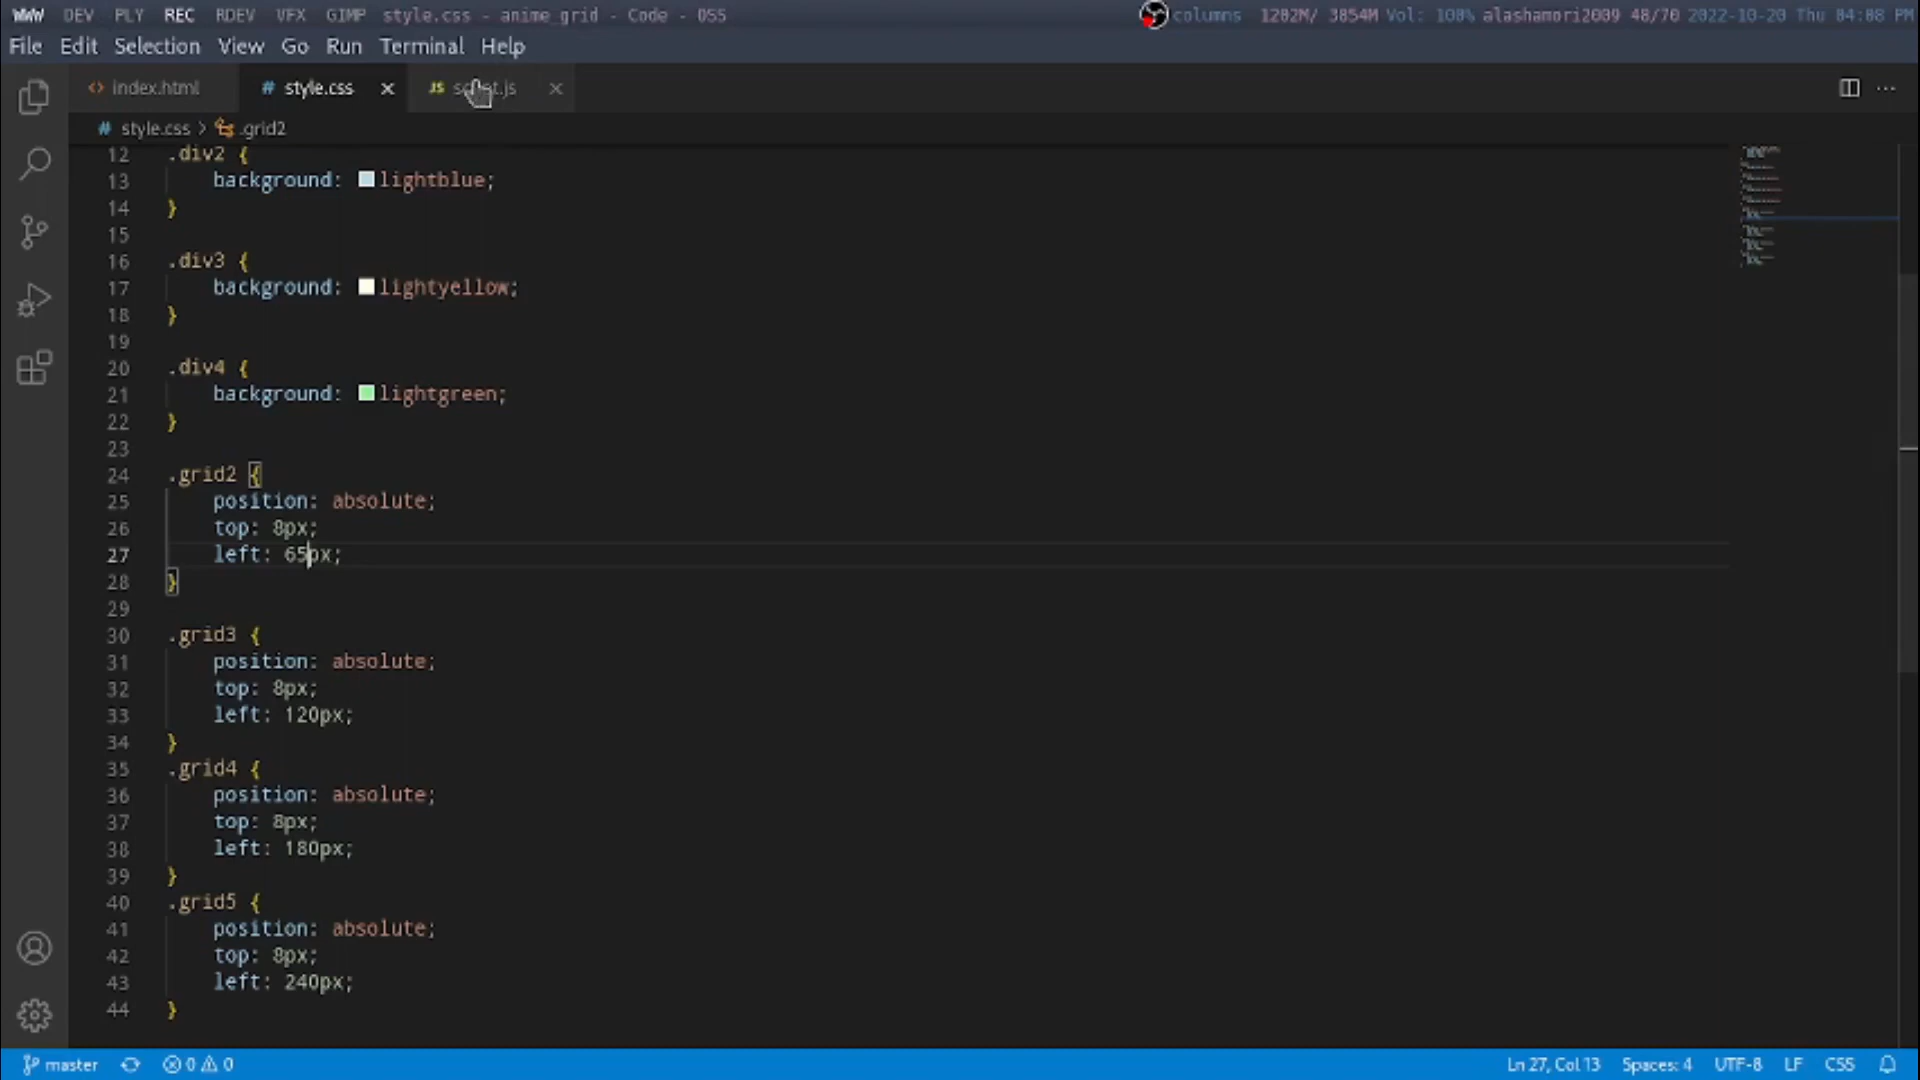 WWW DEV PLY REC RDEV VFX GIMP style.css - anime_grid - Code - OSS columns 1202M/ 3854M Vol: 100% alashamori2009 48/70 2022-10-20 Thu 04:08 PM
File Edit Selection View Go Run Terminal Help
index.html # style.css JS
# style.css > .grid2
12 .div2 {
13 background: lightblue;
14 }
15
16 .div3 {
17 background: lightyellow;
18 }
19
20 .div4 {
21 background: lightgreen;
22 }
23
24 .grid2 {
25 position: absolute;
26 top: 8px;
27 left: 65px;
28 }
29
30 .grid3 {
31 position: absolute;
32 top: 8px;
33 left: 120px;
34 }
35 .grid4 {
36 position: absolute;
37 top: 8px;
38 left: 180px;
39 }
40 .grid5 {
41 position: absolute;
42 top: 8px;
43 left: 240px;
44 }
master 0 0 Ln 27, Col 13 Spaces: 4 UTF-8 LF CSS